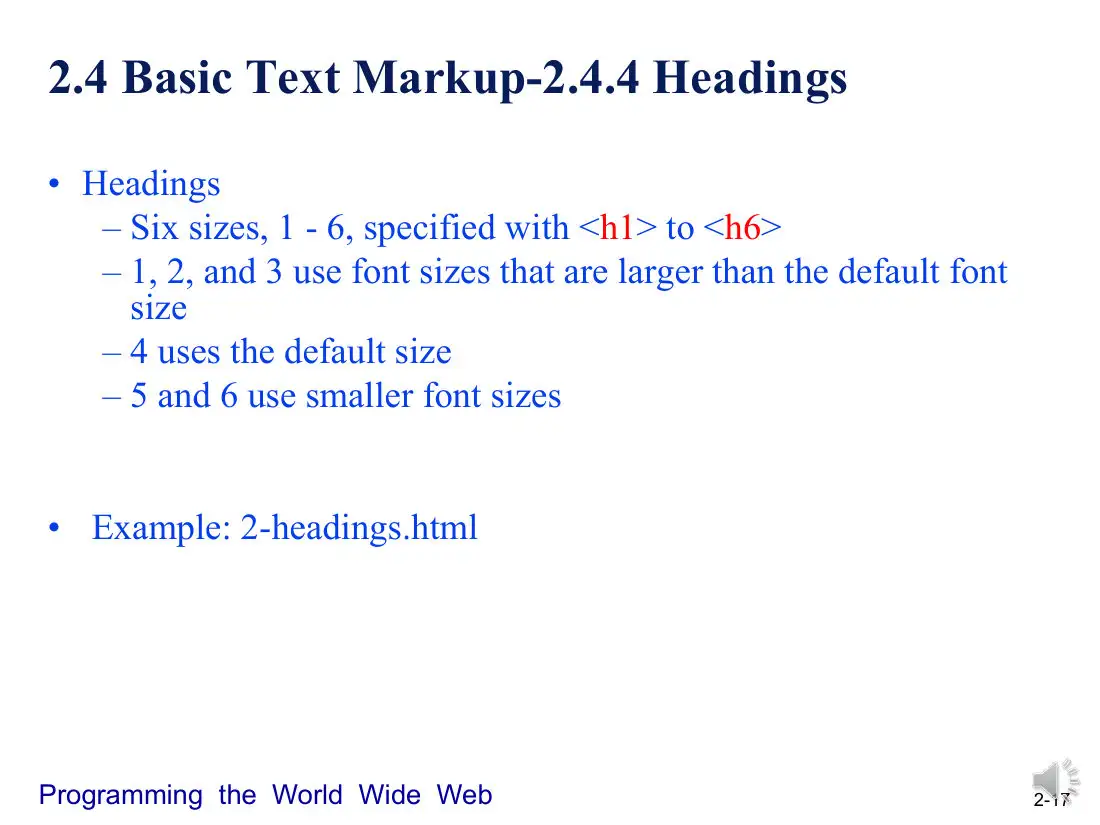 2.4 Basic Text Markup-2.4.4 Headings
• Headings
– Six sizes, 1 - 6, specified with <h1> to <h6>
– 1, 2, and 3 use font sizes that are larger than the default font
size
– 4 uses the default size
– 5 and 6 use smaller font sizes
• Example: 2-headings.html
Programming the World Wide Web
2-17